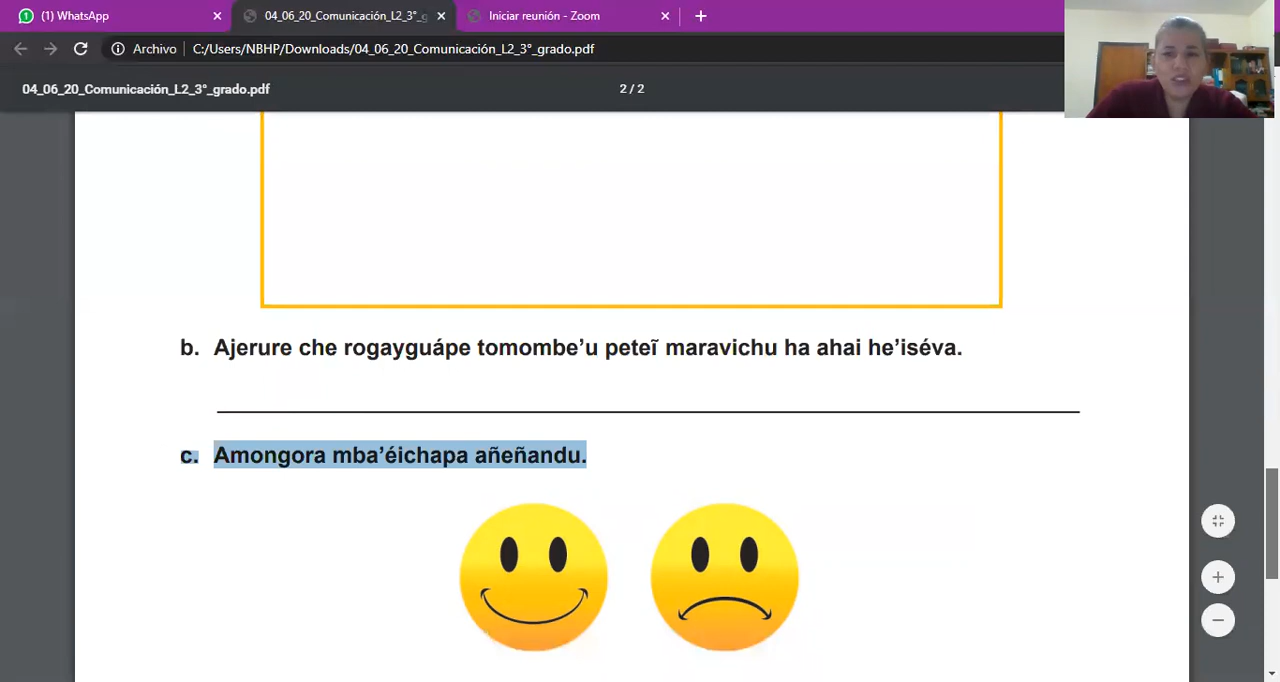 (1) WhatsApp
04_06_20_Comunicación_L2_3°_g
Iniciar reunión - Zoom
Archivo C:/Users/NBHP/Downloads/04_06_20_Comunicación_L2_3°_grado.pdf
04_06_20_Comunicación_L2_3°_grado.pdf
2 / 2
b. Ajerure che rogayguápe tomombe’u peteĩ maravichu ha ahai he’iséva.
c. Amongora mba’éichapa añeñandu.